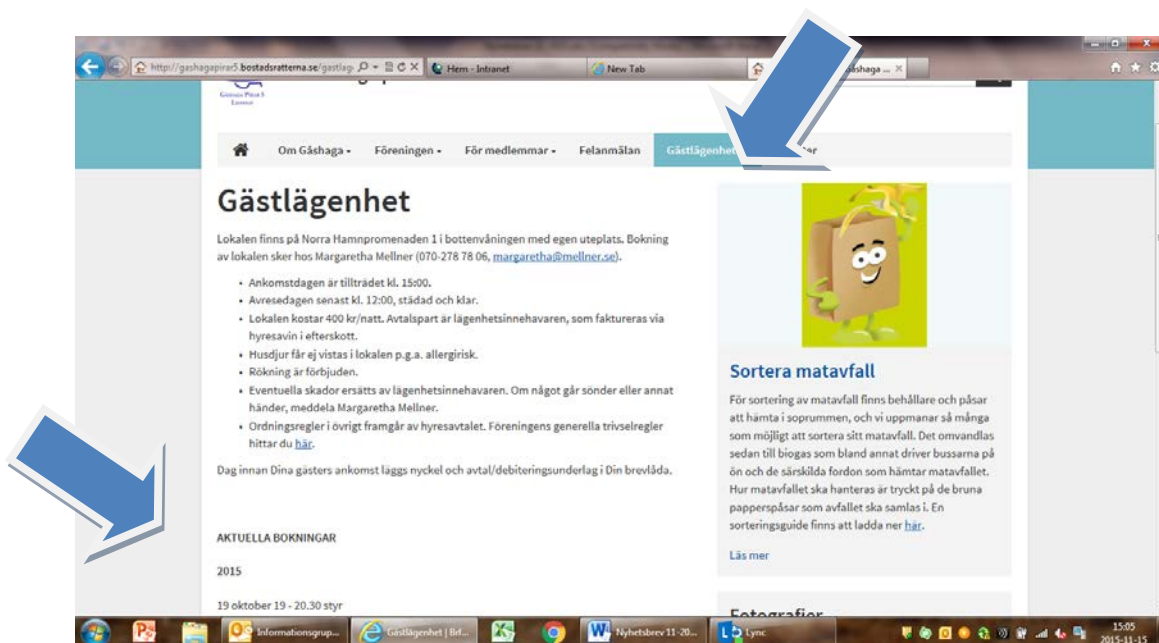 http://gashagapirar5.bostadsratterna.se/gastlag
Hem - Intranet
New Tab
Gåshaga ...
Gåshaga Pirar 5
Om Gåshaga
Föreningen
För medlemmar
Felanmälan
Gästlägenhet
Gästlägenhet
Lokalen finns på Norra Hamnpromenaden 1 i bottenvåningen med egen uteplats. Bokning
av lokalen sker hos Margaretha Mellner (070-278 78 06, margaretha@mellner.se).
• Ankomstdagen är tillträdet kl. 15:00.
• Avresedagen senast kl. 12:00, städad och klar.
• Lokalen kostar 400 kr/natt. Avtalspart är lägenhetsinnehavaren, som faktureras via
hyresavin i efterskott.
• Husdjur får ej vistas i lokalen p.g.a. allergirisk.
• Rökning är förbjuden.
• Eventuella skador ersätts av lägenhetsinnehavaren. Om något går sönder eller annat
händer, meddela Margaretha Mellner.
• Ordningsregler i övrigt framgår av hyresavtalet. Föreningens generella trivselregler
hittar du här.
Dag innan Dina gästers ankomst läggs nyckel och avtal/debiteringsunderlag i Din brevlåda.
AKTUELLA BOKNINGAR
2015
19 oktober 19 - 20.30 styr
Sortera matavfall
För sortering av matavfall finns behållare och påsar
att hämta i soprummen, och vi uppmanar så många
som möjligt att sortera sitt matavfall. Det omvandlas
sedan till biogas som bland annat driver bussarna på
ön och de särskilda fordon som hämtar matavfallet.
Hur matavfallet ska hanteras är tryckt på de bruna
papperspåsar som avfallet ska samlas i. En
sorteringsguide finns att ladda ner här.
Läs mer
Fotografier
Informationsgrup...
Gästlägenhet | Brf...
Nyhetsbrev 11-20...
Lync
15:05
2015-11-15